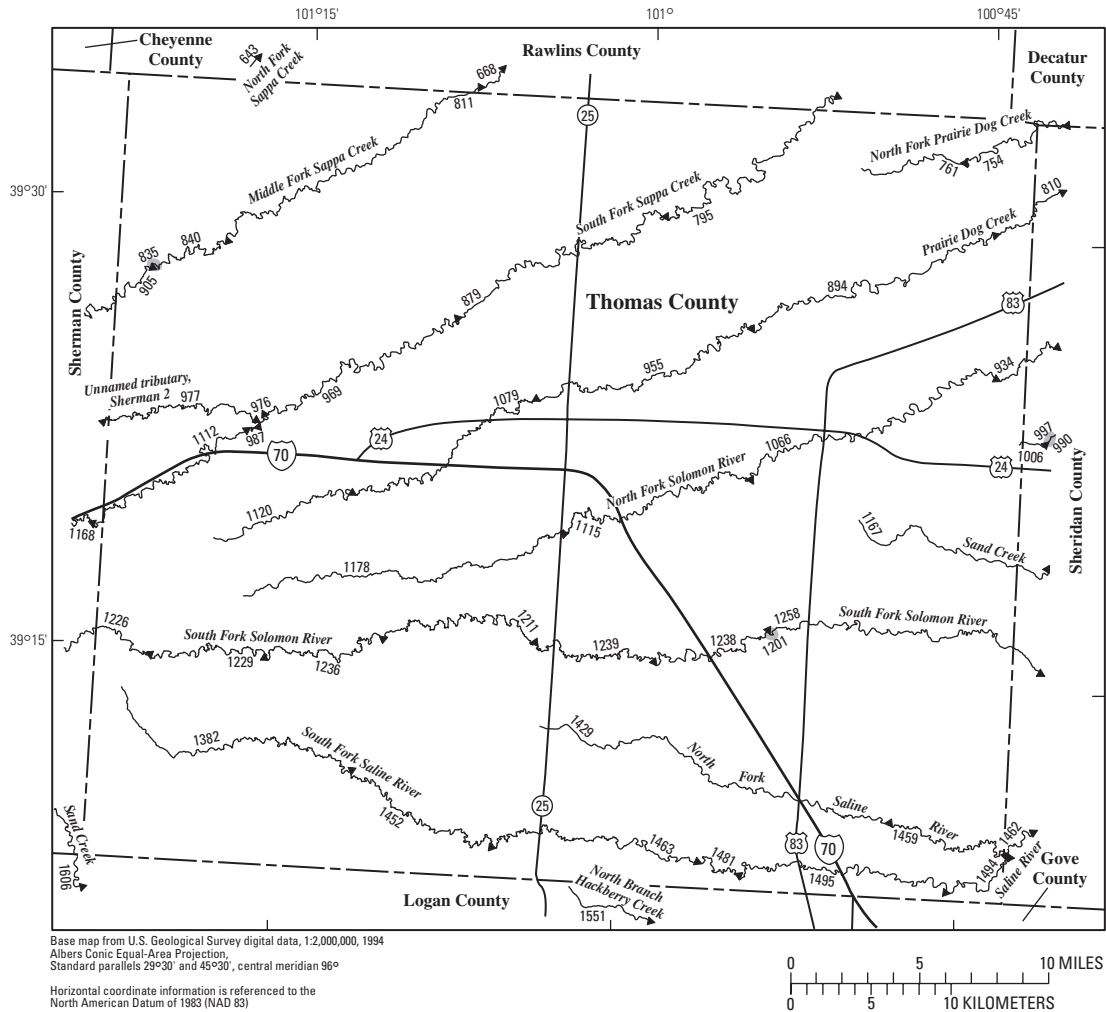 101°15'
101°
100°45'
Cheyenne
County
643
North Fork
Sappa Creek
Rawlins County
Decatur
County
668
811
25
North Fork Prairie Dog Creek
761
754
Middle Fork Sappa Creek
39°30'
South Fork Sappa Creek
795
810
Prairie Dog Creek
835
840
905
Sherman County
879
Thomas County
894
83
Unnamed tributary,
Sherman 2
977
976
969
955
934
1079
1112
987
24
70
1066
997
990
1006
24
North Fork Solomon River
1168
1120
1115
1167
Sand Creek
Sheridan County
1178
39°15'
1226
South Fork Solomon River
1229
1236
1211
1239
1238
1258
1201
South Fork Solomon River
1382
South Fork Saline River
1452
1429
North
Fork
Saline
River
1459
1462
25
Sand Creek
1606
1463
1481
83
70
1495
1494
Saline River
Gove
County
Logan County
North Branch
Hackberry Creek
1551
Base map from U.S. Geological Survey digital data, 1:2,000,000, 1994
Albers Conic Equal-Area Projection,
Standard parallels 29°30' and 45°30', central meridian 96°
Horizontal coordinate information is referenced to the
North American Datum of 1983 (NAD 83)
0 5 10 MILES
0 5 10 KILOMETERS